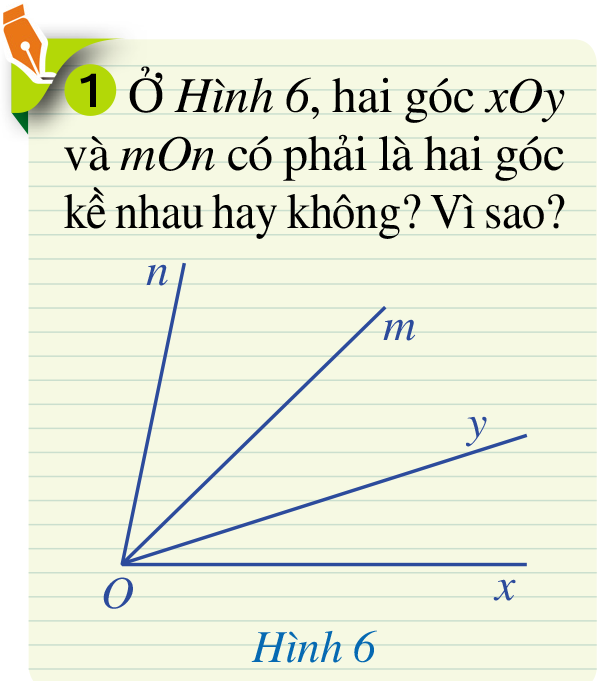 1 Ở Hình 6, hai góc xOy
và mOn có phải là hai góc
kề nhau hay không? Vì sao?
n
m
y
O
x
Hình 6